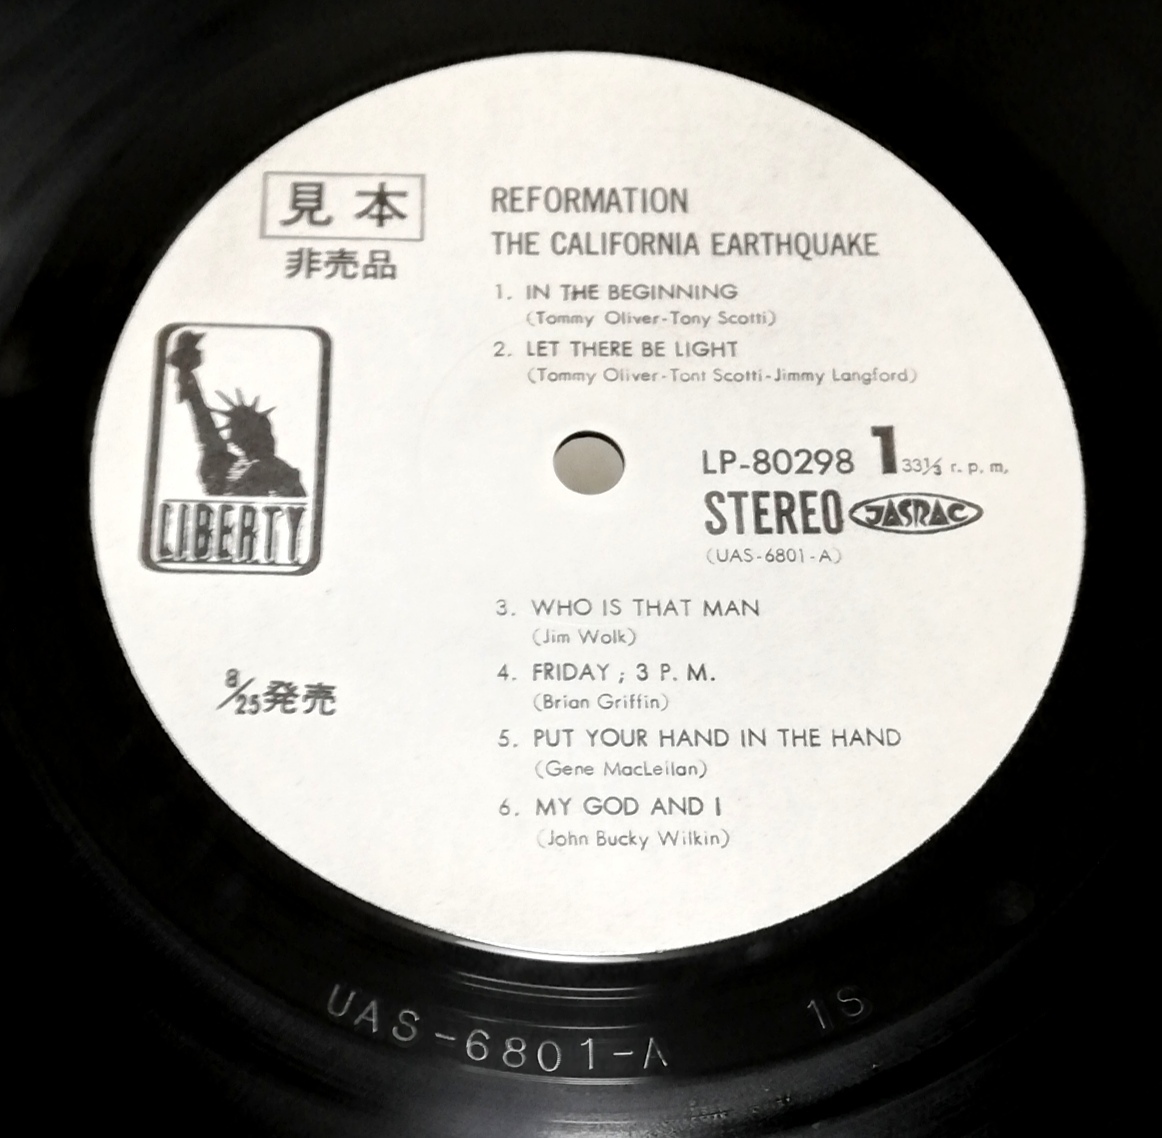 見本
非売品
REFORMATION
THE CALIFORNIA EARTHQUAKE
1. IN THE BEGINNING
(Tommy Oliver-Tony Scotti)
2. LET THERE BE LIGHT
(Tommy Oliver-Tont Scotti-Jimmy Langford)
LIBERTY
LP-80298 1 33⅓ r. p. m.
STEREO JASRAC
(UAS-6801-A)
3. WHO IS THAT MAN
(Jim Wolk)
4. FRIDAY ; 3 P. M.
(Brian Griffin)
8/25発売
5. PUT YOUR HAND IN THE HAND
(Gene MacLeilan)
6. MY GOD AND I
(John Bucky Wilkin)
UAS-6801-A 1S